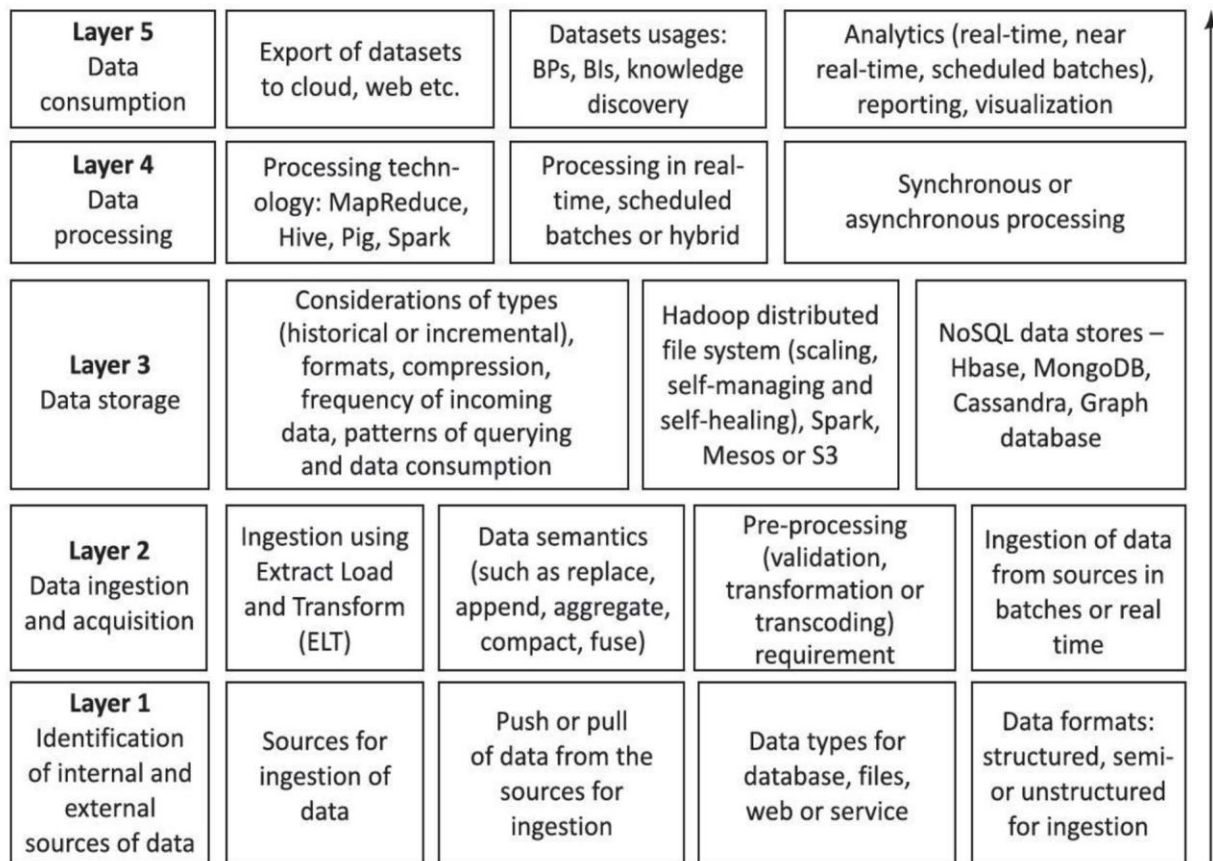 Layer 5
Data
consumption
Export of datasets
to cloud, web etc.
Datasets usages:
BPs, BIs, knowledge
discovery
Analytics (real-time, near
real-time, scheduled batches),
reporting, visualization
Layer 4
Data
processing
Processing techn-
ology: MapReduce,
Hive, Pig, Spark
Processing in real-
time, scheduled
batches or hybrid
Synchronous or
asynchronous processing
Layer 3
Data storage
Considerations of types
(historical or incremental),
formats, compression,
frequency of incoming
data, patterns of querying
and data consumption
Hadoop distributed
file system (scaling,
self-managing and
self-healing), Spark,
Mesos or S3
NoSQL data stores –
Hbase, MongoDB,
Cassandra, Graph
database
Layer 2
Data ingestion
and acquisition
Ingestion using
Extract Load
and Transform
(ELT)
Data semantics
(such as replace,
append, aggregate,
compact, fuse)
Pre-processing
(validation,
transformation or
transcoding)
requirement
Ingestion of data
from sources in
batches or real
time
Layer 1
Identification
of internal and
external
sources of data
Sources for
ingestion of
data
Push or pull
of data from the
sources for
ingestion
Data types for
database, files,
web or service
Data formats:
structured, semi-
or unstructured
for ingestion